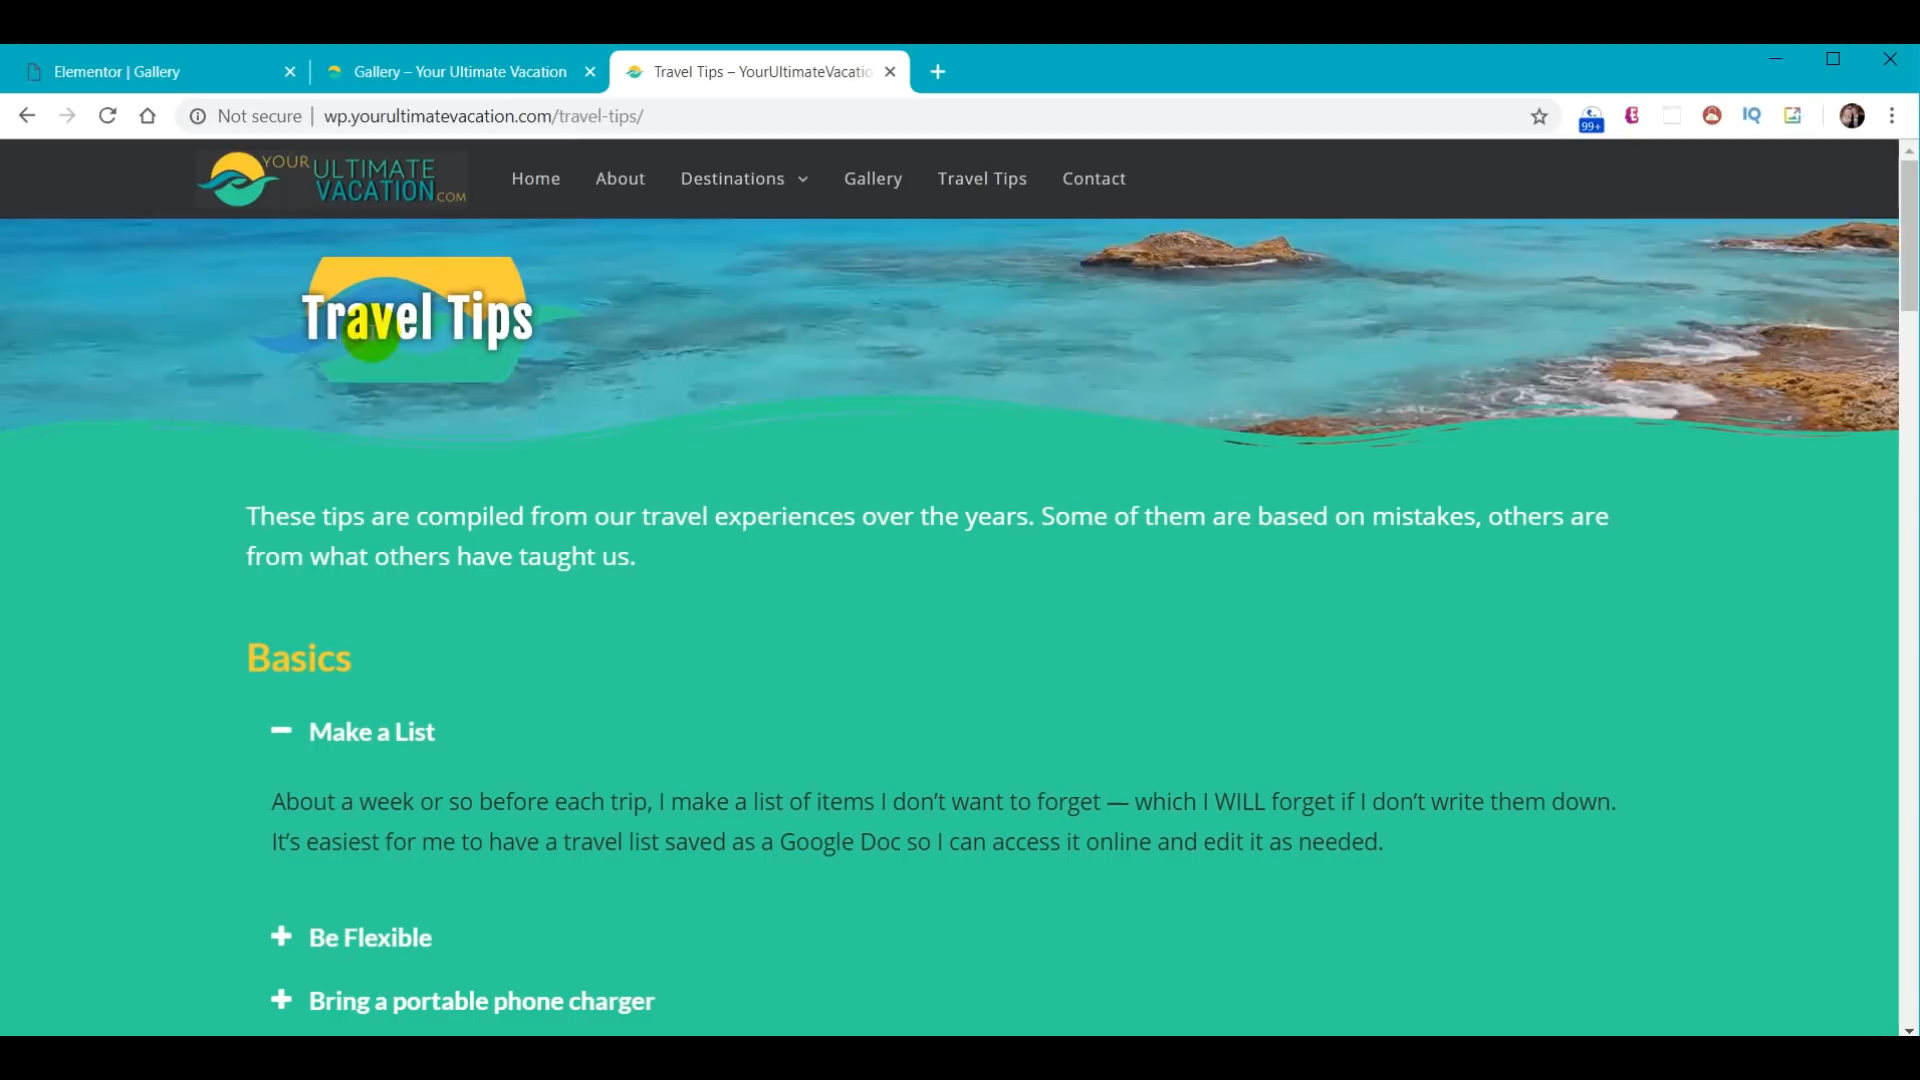 Elementor | Gallery
Gallery – Your Ultimate Vacation
Travel Tips – YourUltimateVacatio
Not secure | wp.yourultimatevacation.com/travel-tips/
99+
IQ
YOUR ULTIMATE VACATION.COM
Home About Destinations Gallery Travel Tips Contact
Travel Tips
These tips are compiled from our travel experiences over the years. Some of them are based on mistakes, others are
from what others have taught us.
Basics
Make a List
About a week or so before each trip, I make a list of items I don’t want to forget — which I WILL forget if I don’t write them down.
It’s easiest for me to have a travel list saved as a Google Doc so I can access it online and edit it as needed.
Be Flexible
Bring a portable phone charger